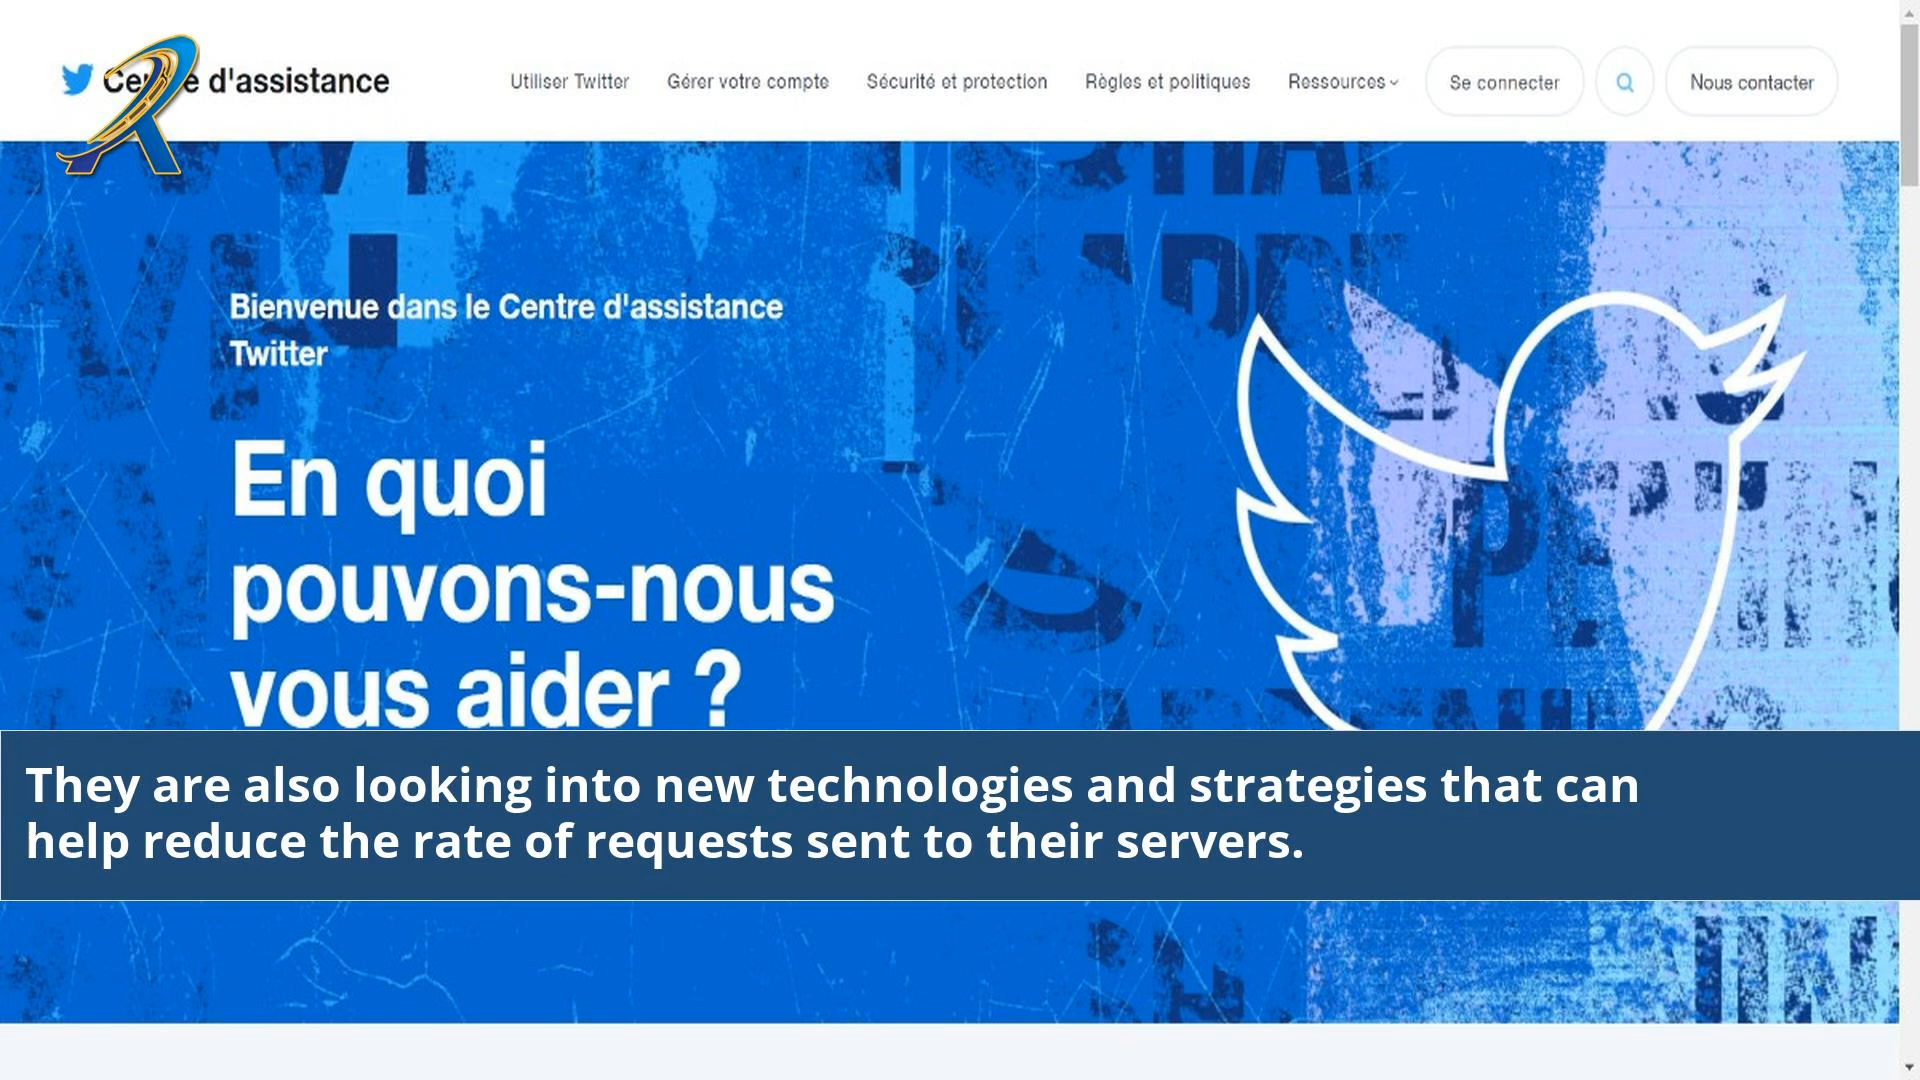 Centre d'assistance
Utiliser Twitter
Gérer votre compte
Sécurité et protection
Règles et politiques
Ressources
Se connecter
Nous contacter
Bienvenue dans le Centre d'assistance
Twitter
En quoi
pouvons-nous
vous aider ?
They are also looking into new technologies and strategies that can
help reduce the rate of requests sent to their servers.